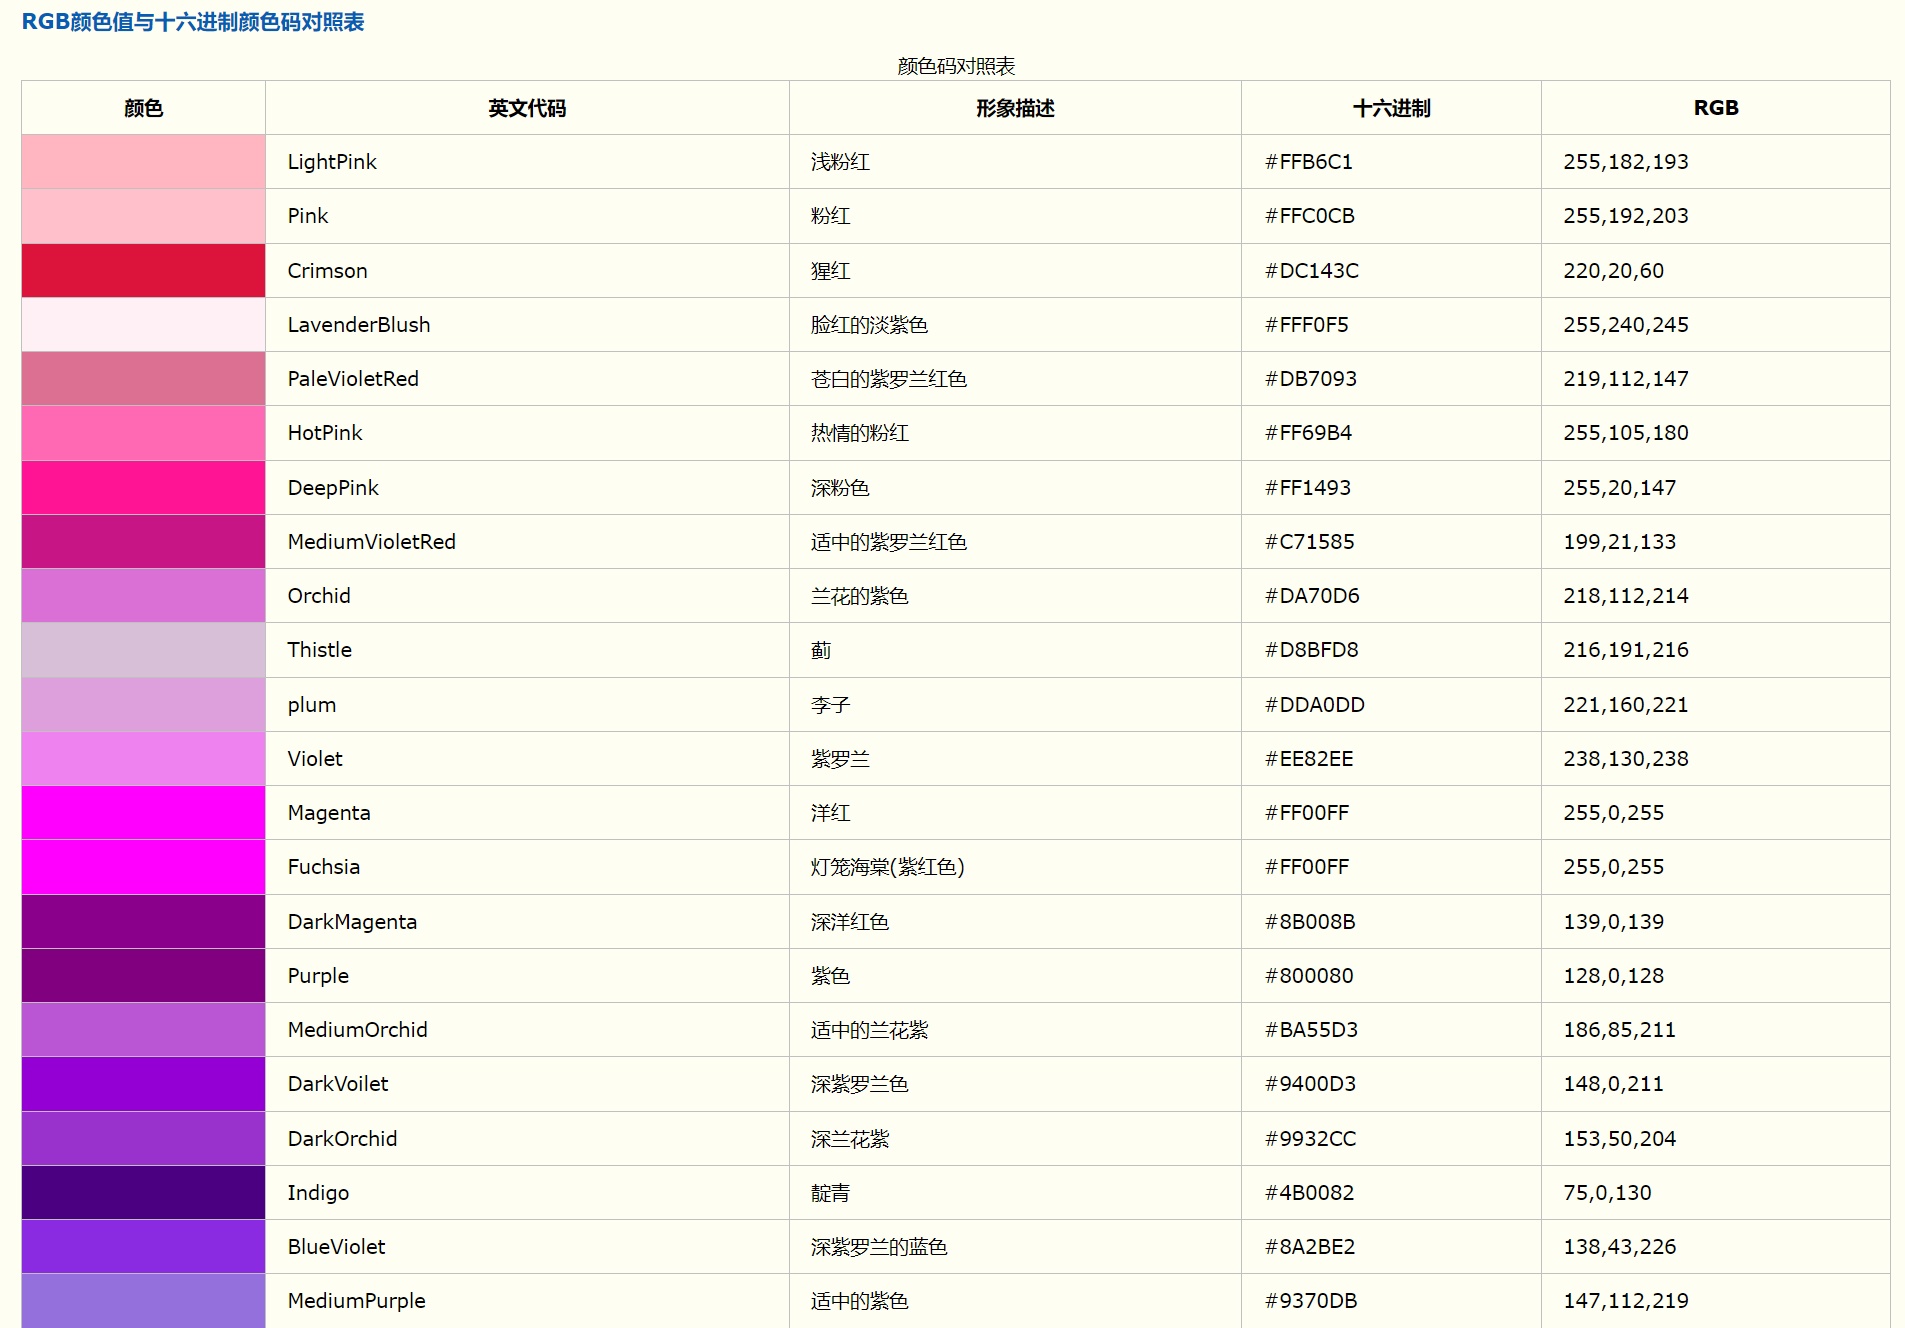 RGB颜色值与十六进制颜色码对照表
颜色码对照表
颜色 英文代码 形象描述 十六进制 RGB
LightPink 浅粉红 #FFB6C1 255,182,193
Pink 粉红 #FFC0CB 255,192,203
Crimson 猩红 #DC143C 220,20,60
LavenderBlush 脸红的淡紫色 #FFF0F5 255,240,245
PaleVioletRed 苍白的紫罗兰红色 #DB7093 219,112,147
HotPink 热情的粉红 #FF69B4 255,105,180
DeepPink 深粉色 #FF1493 255,20,147
MediumVioletRed 适中的紫罗兰红色 #C71585 199,21,133
Orchid 兰花的紫色 #DA70D6 218,112,214
Thistle 蓟 #D8BFD8 216,191,216
plum 李子 #DDA0DD 221,160,221
Violet 紫罗兰 #EE82EE 238,130,238
Magenta 洋红 #FF00FF 255,0,255
Fuchsia 灯笼海棠(紫红色) #FF00FF 255,0,255
DarkMagenta 深洋红色 #8B008B 139,0,139
Purple 紫色 #800080 128,0,128
MediumOrchid 适中的兰花紫 #BA55D3 186,85,211
DarkVoilet 深紫罗兰色 #9400D3 148,0,211
DarkOrchid 深兰花紫 #9932CC 153,50,204
Indigo 靛青 #4B0082 75,0,130
BlueViolet 深紫罗兰的蓝色 #8A2BE2 138,43,226
MediumPurple 适中的紫色 #9370DB 147,112,219